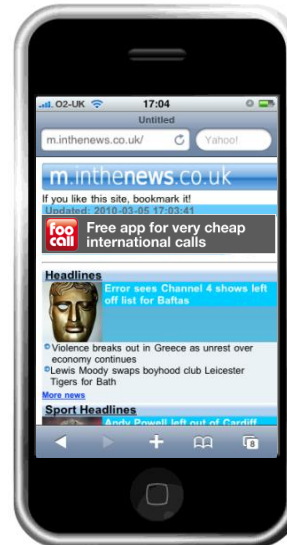 O2-UK 17:04
Untitled
m.inthenews.co.uk/ Yahoo!
m.inthenews.co.uk
If you like this site, bookmark it!
Updated: 2010-03-05 17:03:41
foo call
Free app for very cheap
international calls
Headlines
Error sees Channel 4 shows left
off list for Baftas
Violence breaks out in Greece as unrest over
economy continues
Lewis Moody swaps boyhood club Leicester
Tigers for Bath
More news
Sport Headlines
Andy Powell left out of Cardiff
8